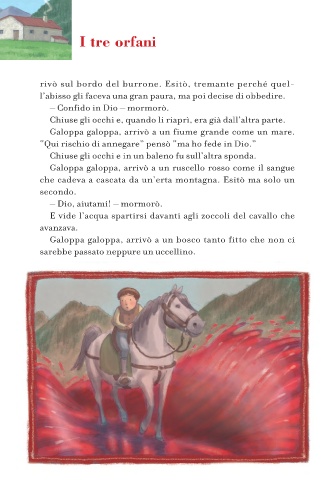 I tre orfani
rivò sul bordo del burrone. Esitò, tremante perché quel-
l'abisso gli faceva una gran paura, ma poi decise di obbedire.
– Confido in Dio – mormorò.
Chiuse gli occhi e, quando li riaprì, era già dall'altra parte.
Galoppa galoppa, arrivò a un fiume grande come un mare.
"Qui rischio di annegare" pensò "ma ho fede in Dio."
Chiuse gli occhi e in un baleno fu sull'altra sponda.
Galoppa galoppa, arrivò a un ruscello rosso come il sangue
che cadeva a cascata da un'erta montagna. Esitò ma solo un
secondo.
– Dio, aiutami! – mormorò.
E vide l'acqua spartirsi davanti agli zoccoli del cavallo che
avanzava.
Galoppa galoppa, arrivò a un bosco tanto fitto che non ci
sarebbe passato neppure un uccellino.